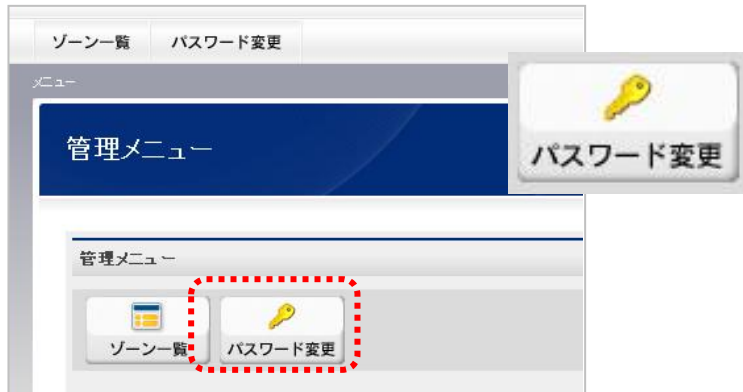 ゾーン一覧 パスワード変更
メニュー
管理メニュー
パスワード変更
管理メニュー
ゾーン一覧 パスワード変更